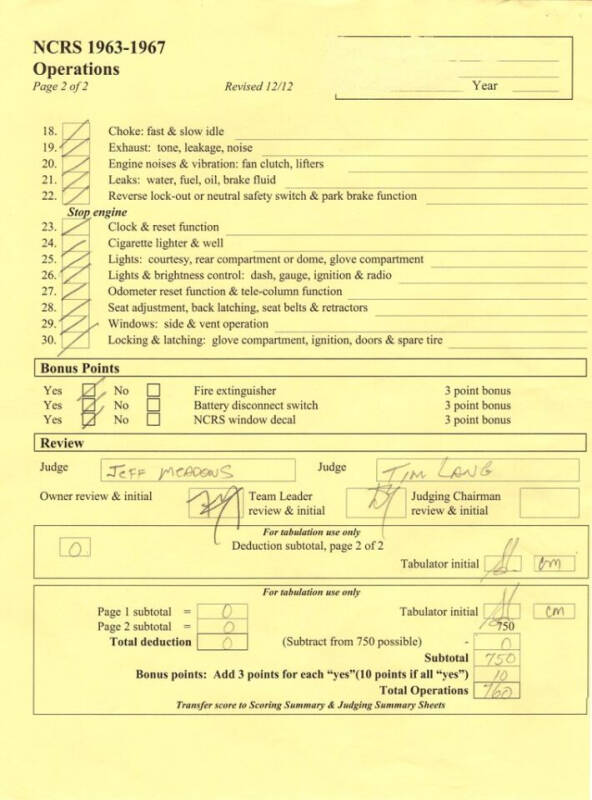 NCRS 1963-1967
Operations
Page 2 of 2 Revised 12/12
Year
18. Choke: fast & slow idle
19. Exhaust: tone, leakage, noise
20. Engine noises & vibration: fan clutch, lifters
21. Leaks: water, fuel, oil, brake fluid
22. Reverse lock-out or neutral safety switch & park brake function
Stop engine
23. Clock & reset function
24. Cigarette lighter & well
25. Lights: courtesy, rear compartment or dome, glove compartment
26. Lights & brightness control: dash, gauge, ignition & radio
27. Odometer reset function & tele-column function
28. Seat adjustment, back latching, seat belts & retractors
29. Windows: side & vent operation
30. Locking & latching: glove compartment, ignition, doors & spare tire
Bonus Points
Yes No Fire extinguisher 3 point bonus
Yes No Battery disconnect switch 3 point bonus
Yes No NCRS window decal 3 point bonus
Review
Judge JEFF MEADOWS Judge TIM LANG
Owner review & initial Team Leader review & initial Judging Chairman review & initial
For tabulation use only
0 Deduction subtotal, page 2 of 2
Tabulator initial cm
For tabulation use only
Page 1 subtotal = 0 Tabulator initial cm
Page 2 subtotal = 0 750
Total deduction 0 (Subtract from 750 possible) - 0
Subtotal 750
Bonus points: Add 3 points for each “yes”(10 points if all “yes”) 10
Total Operations 760
Transfer score to Scoring Summary & Judging Summary Sheets